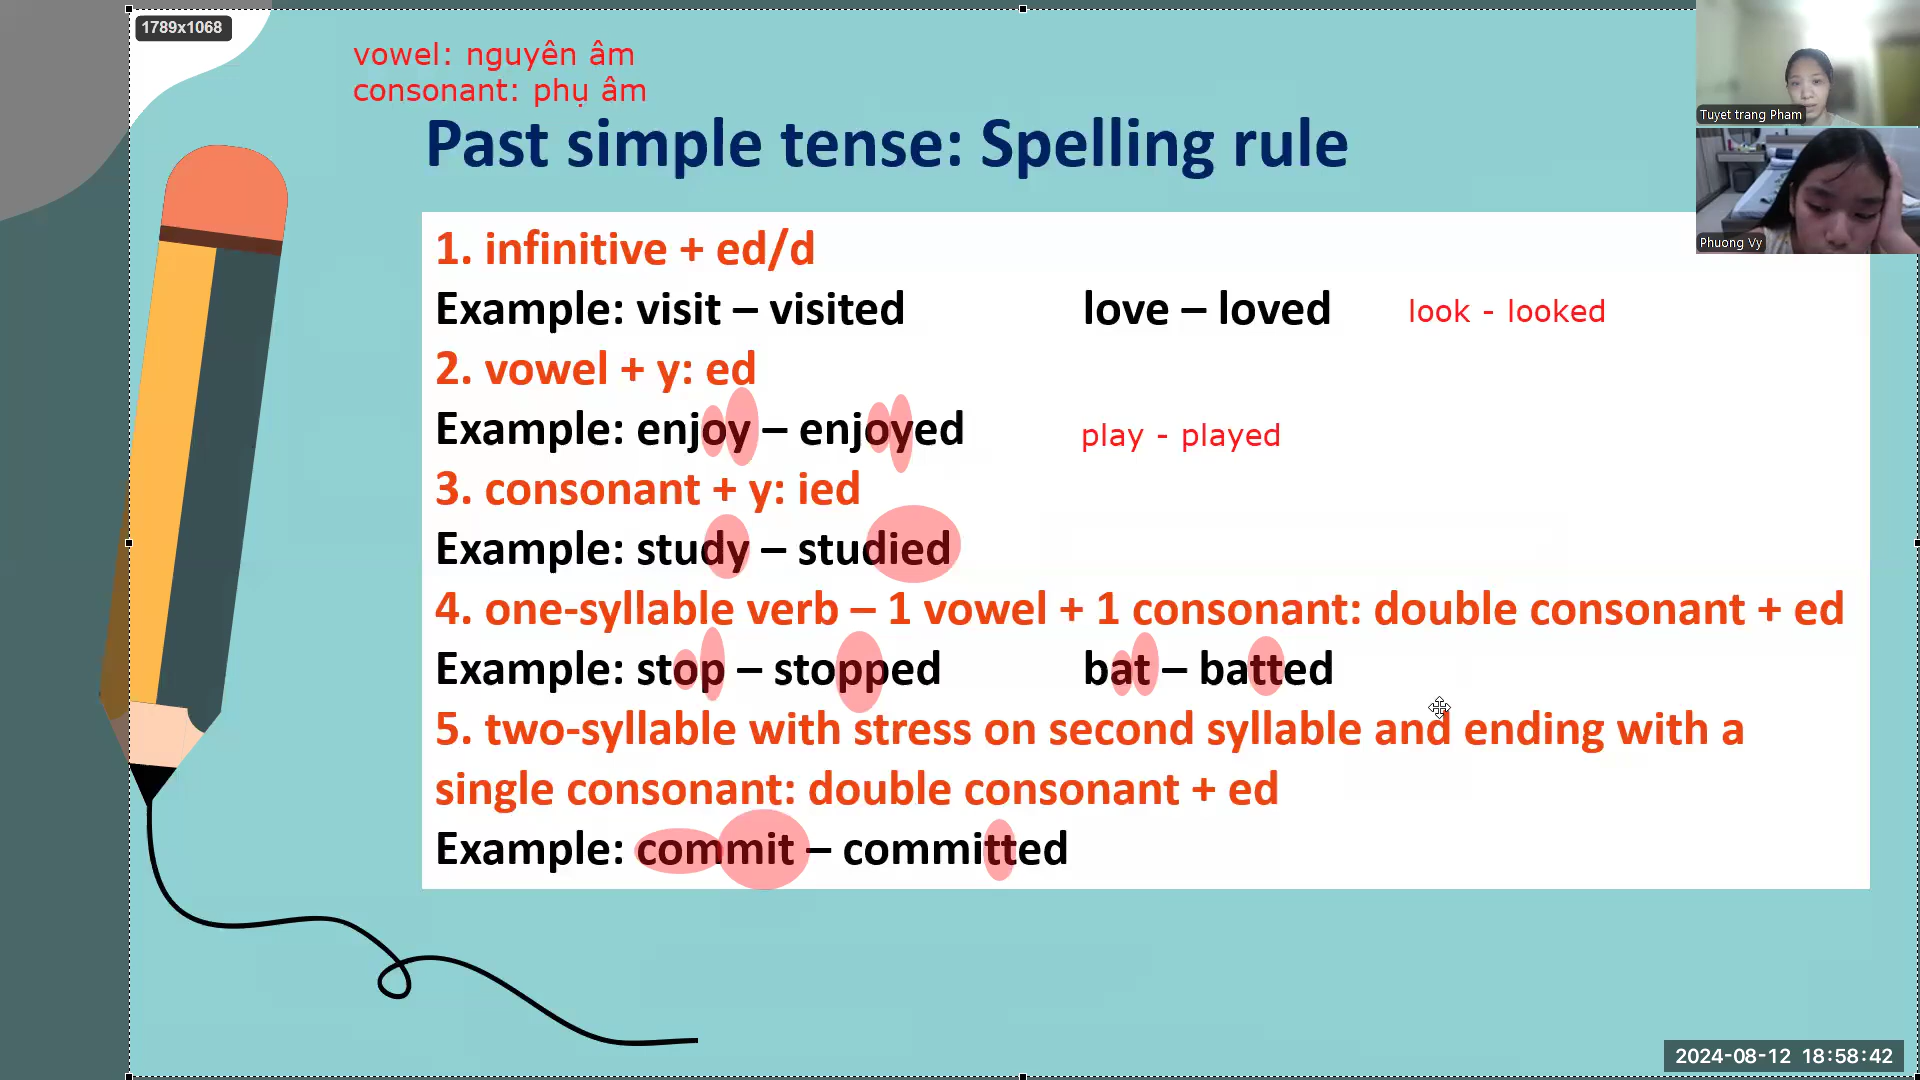 1789x1068
vowel: nguyên âm
consonant: phụ âm
Past simple tense: Spelling rule
Tuyet trang Pham
Phuong Vy
1. infinitive + ed/d
Example: visit – visited love – loved look - looked
2. vowel + y: ed
Example: enjoy – enjoyed play - played
3. consonant + y: ied
Example: study – studied
4. one-syllable verb – 1 vowel + 1 consonant: double consonant + ed
Example: stop – stopped bat – batted
5. two-syllable with stress on second syllable and ending with a
single consonant: double consonant + ed
Example: commit – committed
2024-08-12 18:58:42